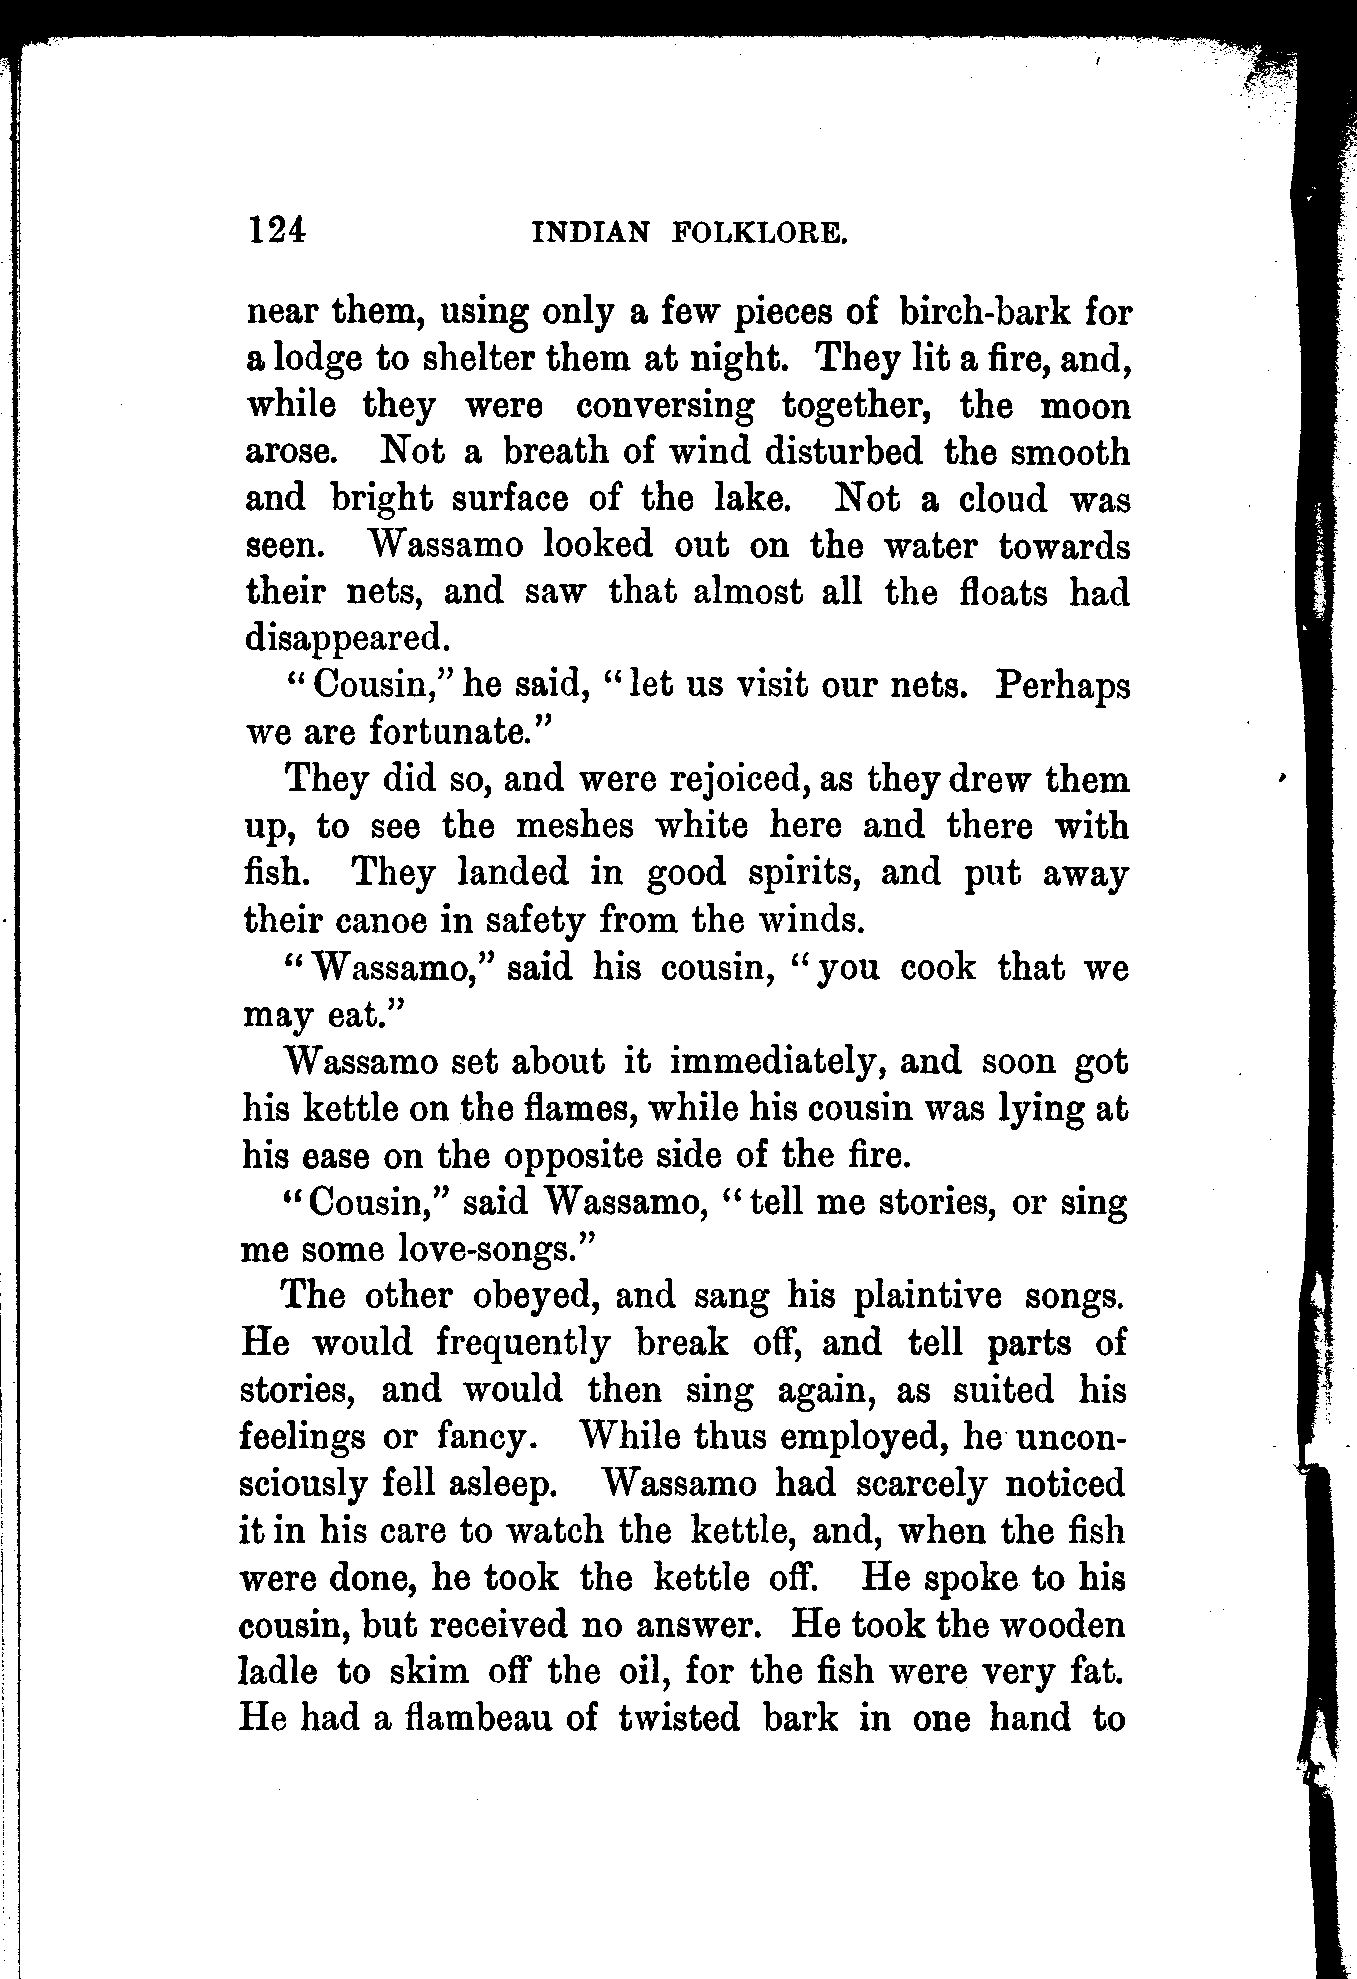 124 INDIAN FOLKLORE.
near them, using only a few pieces of birch-bark for
a lodge to shelter them at night. They lit a fire, and,
while they were conversing together, the moon
arose. Not a breath of wind disturbed the smooth
and bright surface of the lake. Not a cloud was
seen. Wassamo looked out on the water towards
their nets, and saw that almost all the floats had
disappeared.
“Cousin,” he said, “let us visit our nets. Perhaps
we are fortunate.”
They did so, and were rejoiced, as they drew them
up, to see the meshes white here and there with
fish. They landed in good spirits, and put away
their canoe in safety from the winds.
“Wassamo,” said his cousin, “you cook that we
may eat.”
Wassamo set about it immediately, and soon got
his kettle on the flames, while his cousin was lying at
his ease on the opposite side of the fire.
“Cousin,” said Wassamo, “tell me stories, or sing
me some love-songs.”
The other obeyed, and sang his plaintive songs.
He would frequently break off, and tell parts of
stories, and would then sing again, as suited his
feelings or fancy. While thus employed, he uncon-
sciously fell asleep. Wassamo had scarcely noticed
it in his care to watch the kettle, and, when the fish
were done, he took the kettle off. He spoke to his
cousin, but received no answer. He took the wooden
ladle to skim off the oil, for the fish were very fat.
He had a flambeau of twisted bark in one hand to